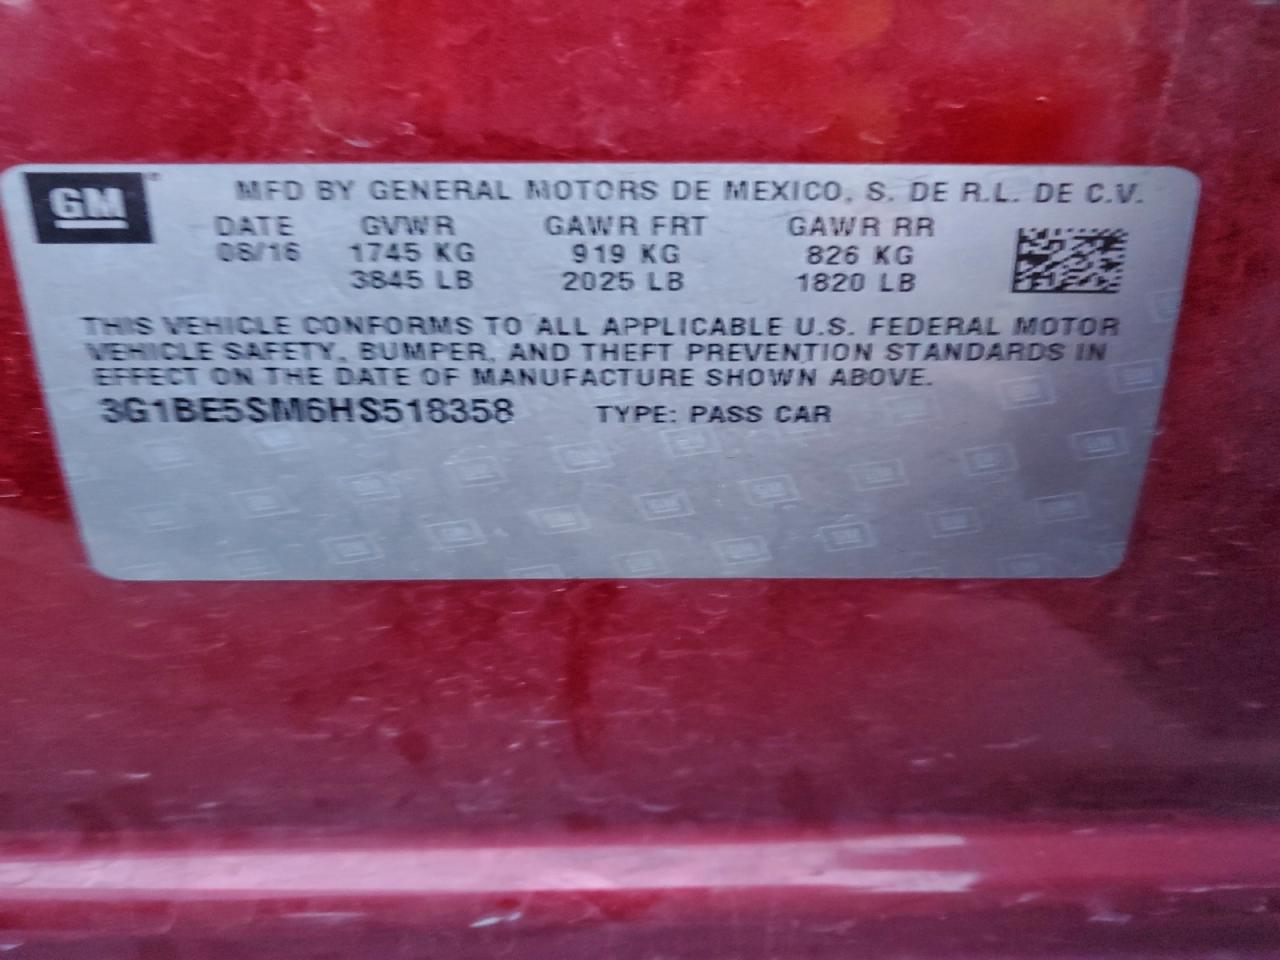 GM MFD BY GENERAL MOTORS DE MEXICO, S. DE R.L. DE C.V.
DATE GVWR GAWR FRT GAWR RR
08/16 1745 KG 919 KG 826 KG
3845 LB 2025 LB 1820 LB
THIS VEHICLE CONFORMS TO ALL APPLICABLE U.S. FEDERAL MOTOR
VEHICLE SAFETY, BUMPER, AND THEFT PREVENTION STANDARDS IN
EFFECT ON THE DATE OF MANUFACTURE SHOWN ABOVE.
3G1BE5SM6HS518358 TYPE: PASS CAR